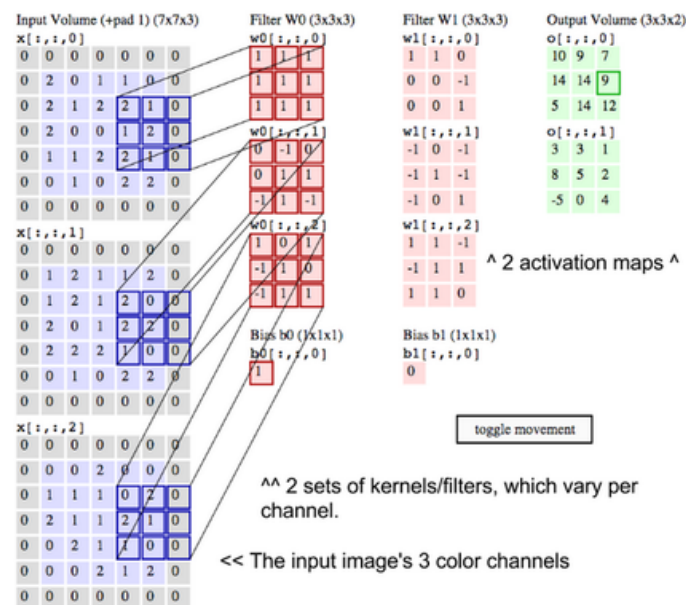 Input Volume (+pad 1) (7x7x3)
x[:,:,0]
0 0 0 0 0 0 0
0 2 0 1 1 0 0
0 2 1 2 2 1 0
0 2 0 0 1 2 0
0 1 1 2 2 1 0
0 0 1 0 2 2 0
0 0 0 0 0 0 0
x[:,:,1]
0 0 0 0 0 0 0
0 1 2 1 1 2 0
0 1 2 1 2 0 0
0 2 0 1 2 2 0
0 2 2 2 1 0 0
0 0 1 0 2 2 0
0 0 0 0 0 0 0
x[:,:,2]
0 0 0 0 0 0 0
0 0 0 2 0 0 0
0 1 1 1 0 2 0
0 2 1 1 2 1 0
0 0 2 1 1 0 0
0 0 0 2 1 2 0
0 0 0 0 0 0 0
Filter W0 (3x3x3)
w0[:,:,0]
1 1 1
1 1 1
1 1 1
w0[:,:,1]
0 -1 0
0 1 1
-1 1 -1
w0[:,:,2]
1 0 1
-1 1 0
-1 1 1
Bias b0 (1x1x1)
b0[:,:,0]
1
Filter W1 (3x3x3)
w1[:,:,0]
1 1 0
0 0 -1
0 0 1
w1[:,:,1]
-1 0 -1
-1 1 -1
-1 0 1
w1[:,:,2]
1 1 -1
-1 1 1
1 1 0
Bias b1 (1x1x1)
b1[:,:,0]
0
Output Volume (3x3x2)
o[:,:,0]
10 9 7
14 14 9
5 14 12
o[:,:,1]
3 3 1
8 5 2
-5 0 4
^ 2 activation maps ^
toggle movement
^^ 2 sets of kernels/filters, which vary per
channel.
<< The input image's 3 color channels